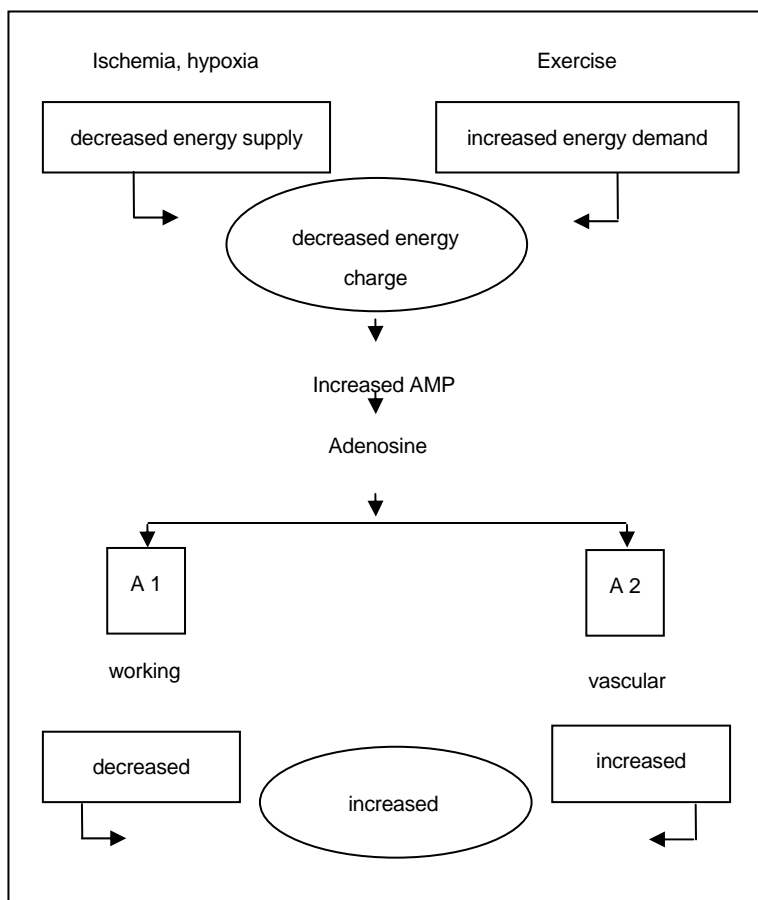 Ischemia, hypoxia
Exercise
decreased energy supply
increased energy demand
decreased energy
charge
Increased AMP
Adenosine
A 1
A 2
working
vascular
decreased
increased
increased